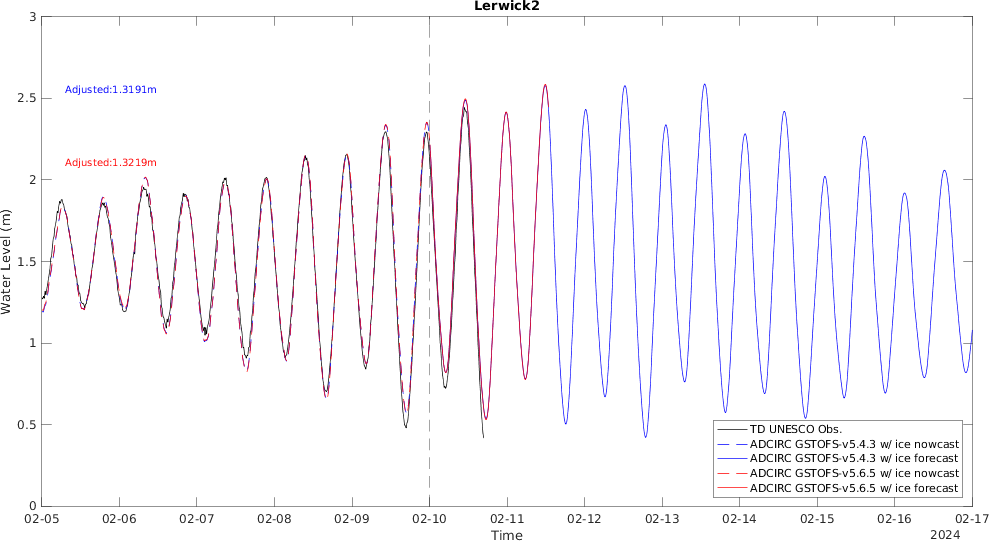 Lerwick2
3
2.5
2
1.5
1
0.5
0
Water Level (m)
Adjusted:1.3191m
Adjusted:1.3219m
TD UNESCO Obs.
ADCIRC GSTOFS-v5.4.3 w/ ice nowcast
ADCIRC GSTOFS-v5.4.3 w/ ice forecast
ADCIRC GSTOFS-v5.6.5 w/ ice nowcast
ADCIRC GSTOFS-v5.6.5 w/ ice forecast
02-05 02-06 02-07 02-08 02-09 02-10 02-11 02-12 02-13 02-14 02-15 02-16 02-17
Time
2024